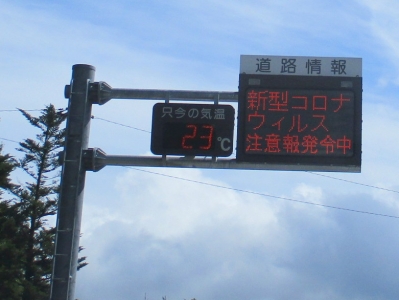 道路情報
新型コロナ
ウィルス
注意報発令中
只今の気温
23℃